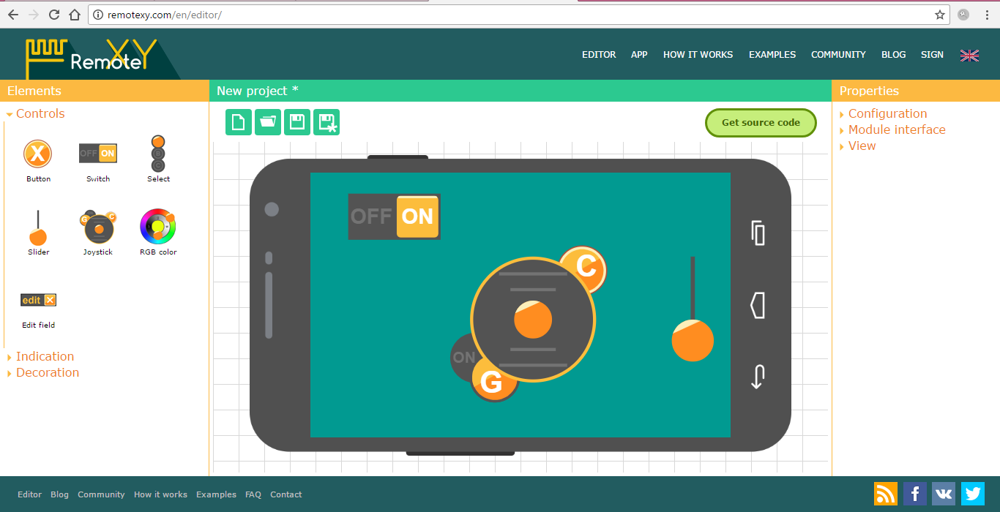 remotexy.com/en/editor/
RemoteXY
EDITOR APP HOW IT WORKS EXAMPLES COMMUNITY BLOG SIGN
Elements
New project *
Properties
Controls
X
Button
OFF ON
Switch
B
C
Select
Slider
G C
Joystick
RGB color
edit X
Edit field
Indication
Decoration
Get source code
OFF ON
C
ON
G
Configuration
Module interface
View
Editor Blog Community How it works Examples FAQ Contact
f